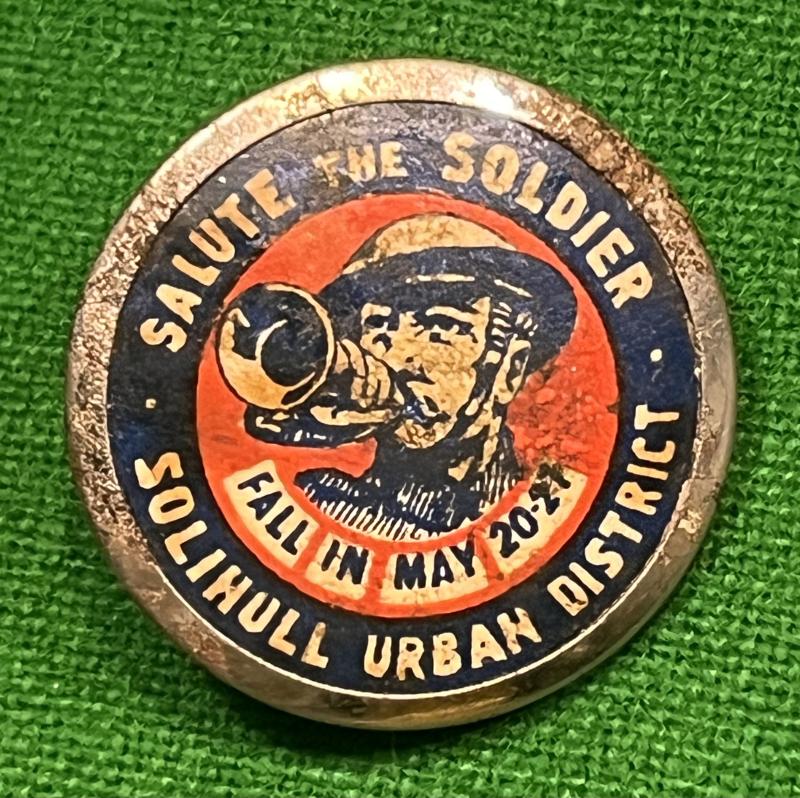 SALUTE THE SOLDIER
FALL IN MAY 20-27
SOLIHULL URBAN DISTRICT